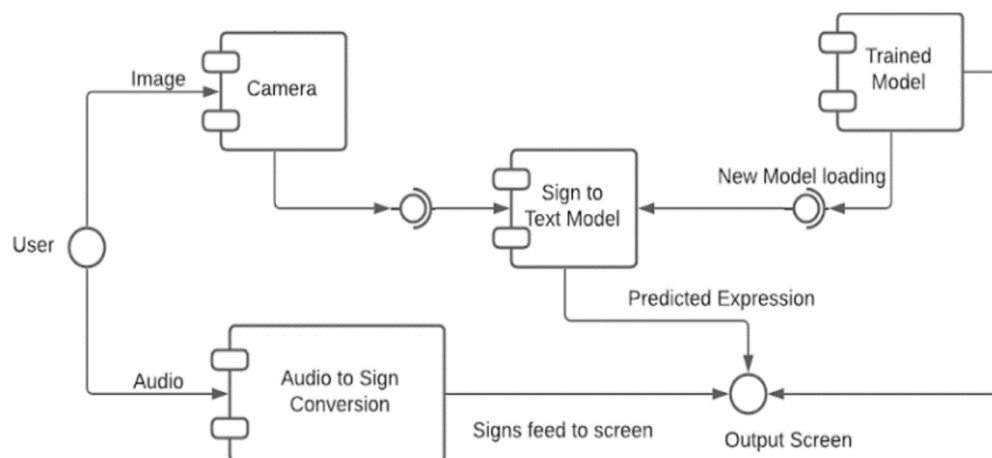 Image
Camera
Trained
Model
New Model loading
Sign to
Text Model
User
Predicted Expression
Audio
Audio to Sign
Conversion
Signs feed to screen
Output Screen